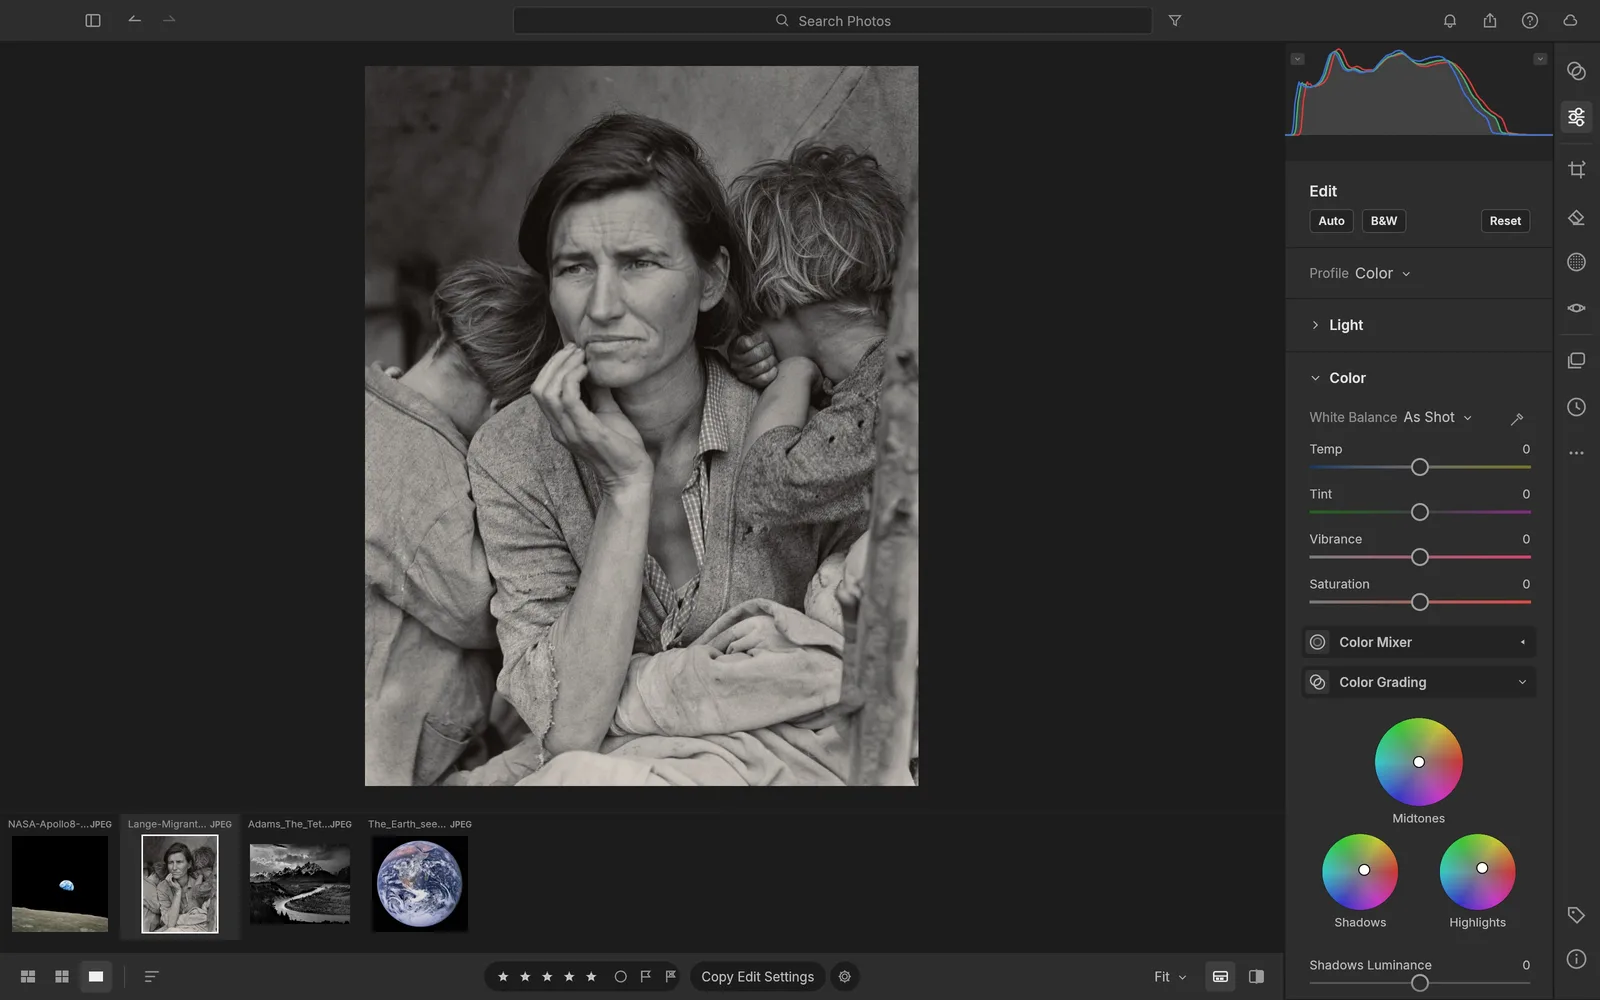 Search Photos
Edit
Auto B&W Reset
Profile Color
Light
Color
White Balance As Shot
Temp 0
Tint 0
Vibrance 0
Saturation 0
Color Mixer
Color Grading
Midtones
Shadows Highlights
Shadows Luminance 0
NASA-Apollo8-... JPEG
Lange-Migrant... JPEG
Adams_The_Tet... JPEG
The_Earth_see... JPEG
Copy Edit Settings
Fit